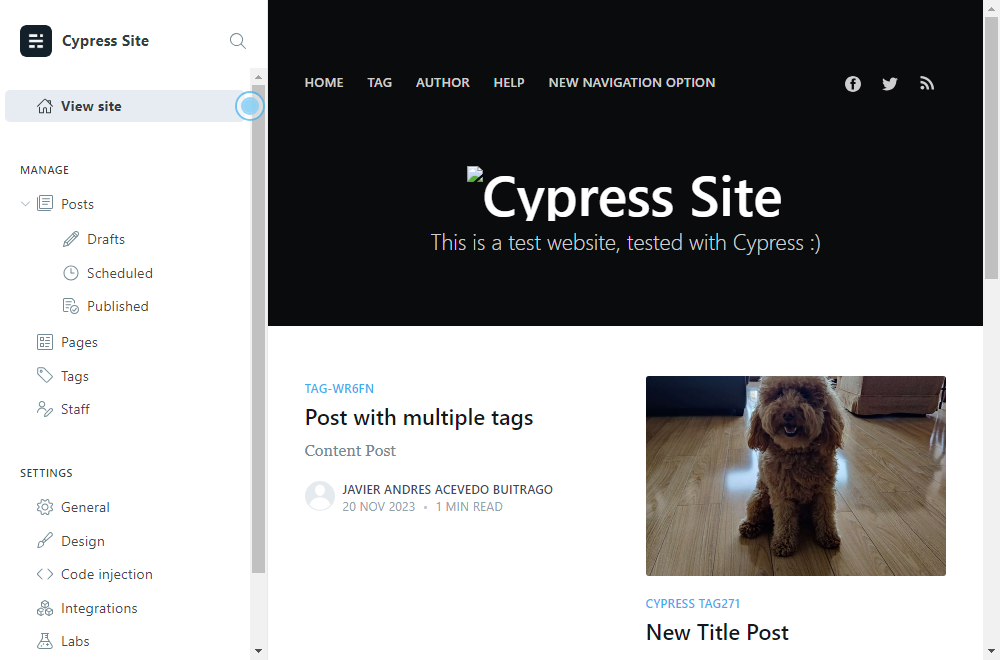 Cypress Site
View site
MANAGE
Posts
Drafts
Scheduled
Published
Pages
Tags
Staff
SETTINGS
General
Design
Code injection
Integrations
Labs
HOME TAG AUTHOR HELP NEW NAVIGATION OPTION
Cypress Site
This is a test website, tested with Cypress :)
TAG-WR6FN
Post with multiple tags
Content Post
JAVIER ANDRES ACEVEDO BUITRAGO
20 NOV 2023 • 1 MIN READ
CYPRESS TAG271
New Title Post